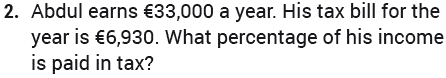 2. Abdul earns €33,000 a year. His tax bill for the
year is €6,930. What percentage of his income
is paid in tax?